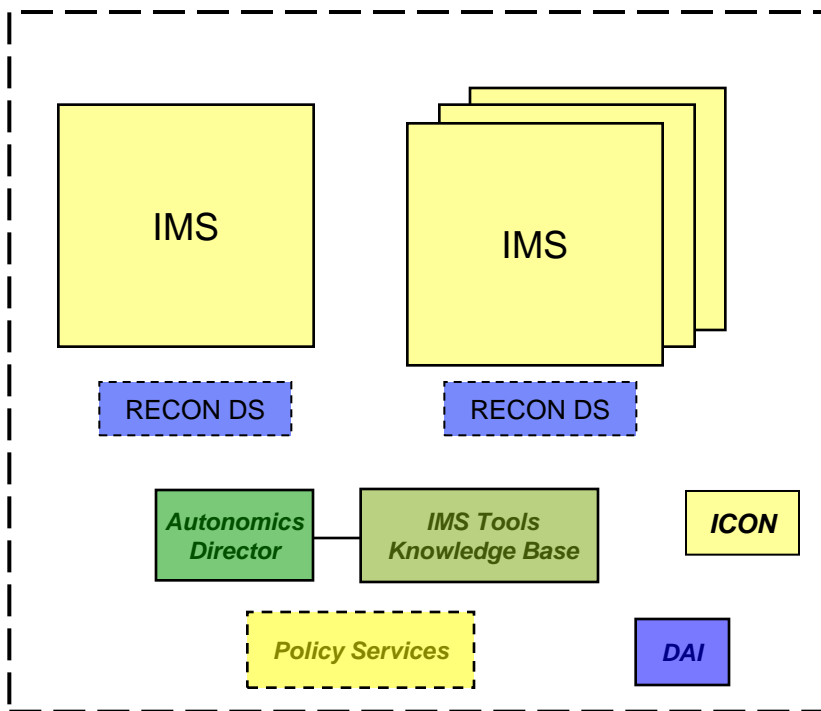 IMS
IMS
RECON DS
RECON DS
Autonomics
Director
IMS Tools
Knowledge Base
ICON
Policy Services
DAI